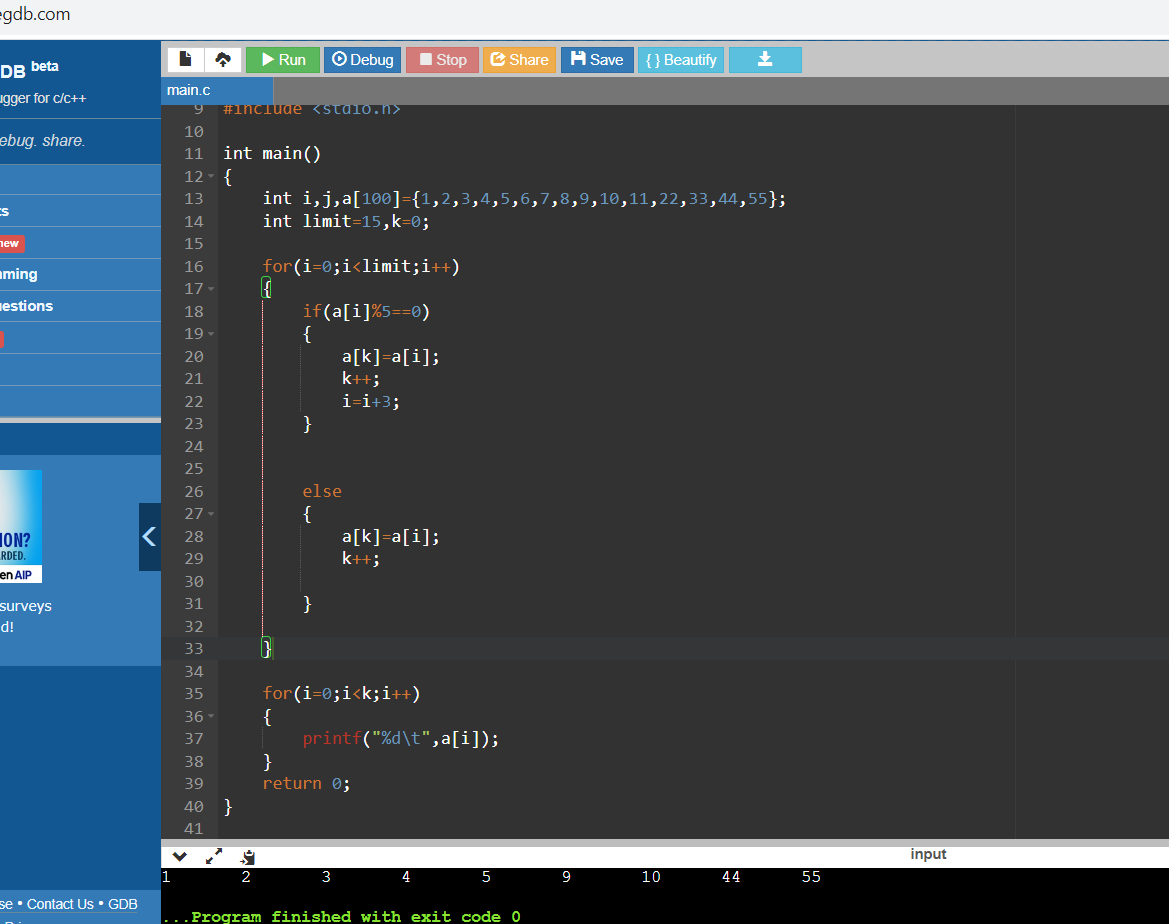 egdb.com
DB beta
Run Debug Stop Share Save { } Beautify
ugger for c/c++
main.c
ebug. share.
ts
new
mming
uestions
ION?
RDED.
en AIP
surveys
d!
se • Contact Us • GDB
9 #include <stdio.h>
10
11 int main()
12 {
13 int i,j,a[100]={1,2,3,4,5,6,7,8,9,10,11,22,33,44,55};
14 int limit=15,k=0;
15
16 for(i=0;i<limit;i++)
17 {
18 if(a[i]%5==0)
19 {
20 a[k]=a[i];
21 k++;
22 i=i+3;
23 }
24
25
26 else
27 {
28 a[k]=a[i];
29 k++;
30
31 }
32
33 }
34
35 for(i=0;i<k;i++)
36 {
37 printf("%d\t",a[i]);
38 }
39 return 0;
40 }
41
input
1 2 3 4 5 9 10 44 55
...Program finished with exit code 0